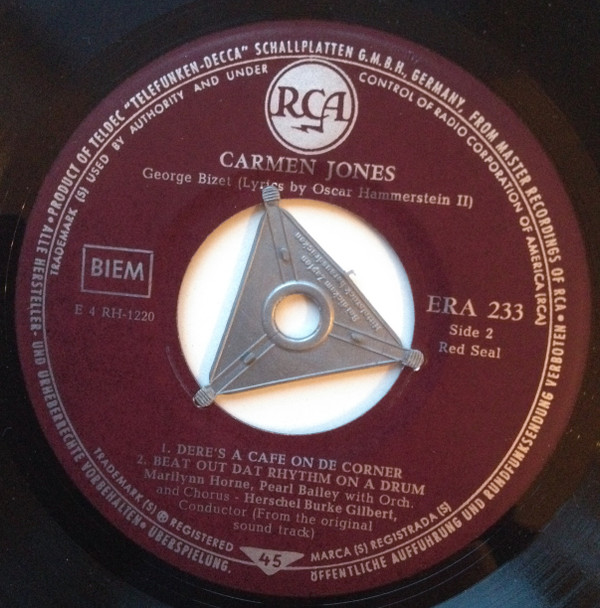 • PRODUCT OF TELDEC "TELEFUNKEN-DECCA" SCHALLPLATTEN G.M.B.H., GERMANY, FROM MASTER RECORDINGS OF RCA •
TRADEMARK (S) USED BY AUTHORITY AND UNDER CONTROL OF RADIO CORPORATION OF AMERICA (RCA)
RCA
CARMEN JONES
George Bizet (Lyrics by Oscar Hammerstein II)
BIEM
E 4 RH-1220
ERA 233
Side 2
Red Seal
1. DERE'S A CAFE ON DE CORNER
2. BEAT OUT DAT RHYTHM ON A DRUM
Marilynn Horne, Pearl Bailey with Orch.
and Chorus - Herschel Burke Gilbert,
Conductor (From the original
sound track)
TRADEMARK (S) ® REGISTERED
45
MARCA (S) REGISTRADA (S)
ALLE HERSTELLER- UND URHEBERRECHTE VORBEHALTEN • ÜBERSPIELUNG,
ÖFFENTLICHE AUFFÜHRUNG UND RUNDFUNKSENDUNG VERBOTEN